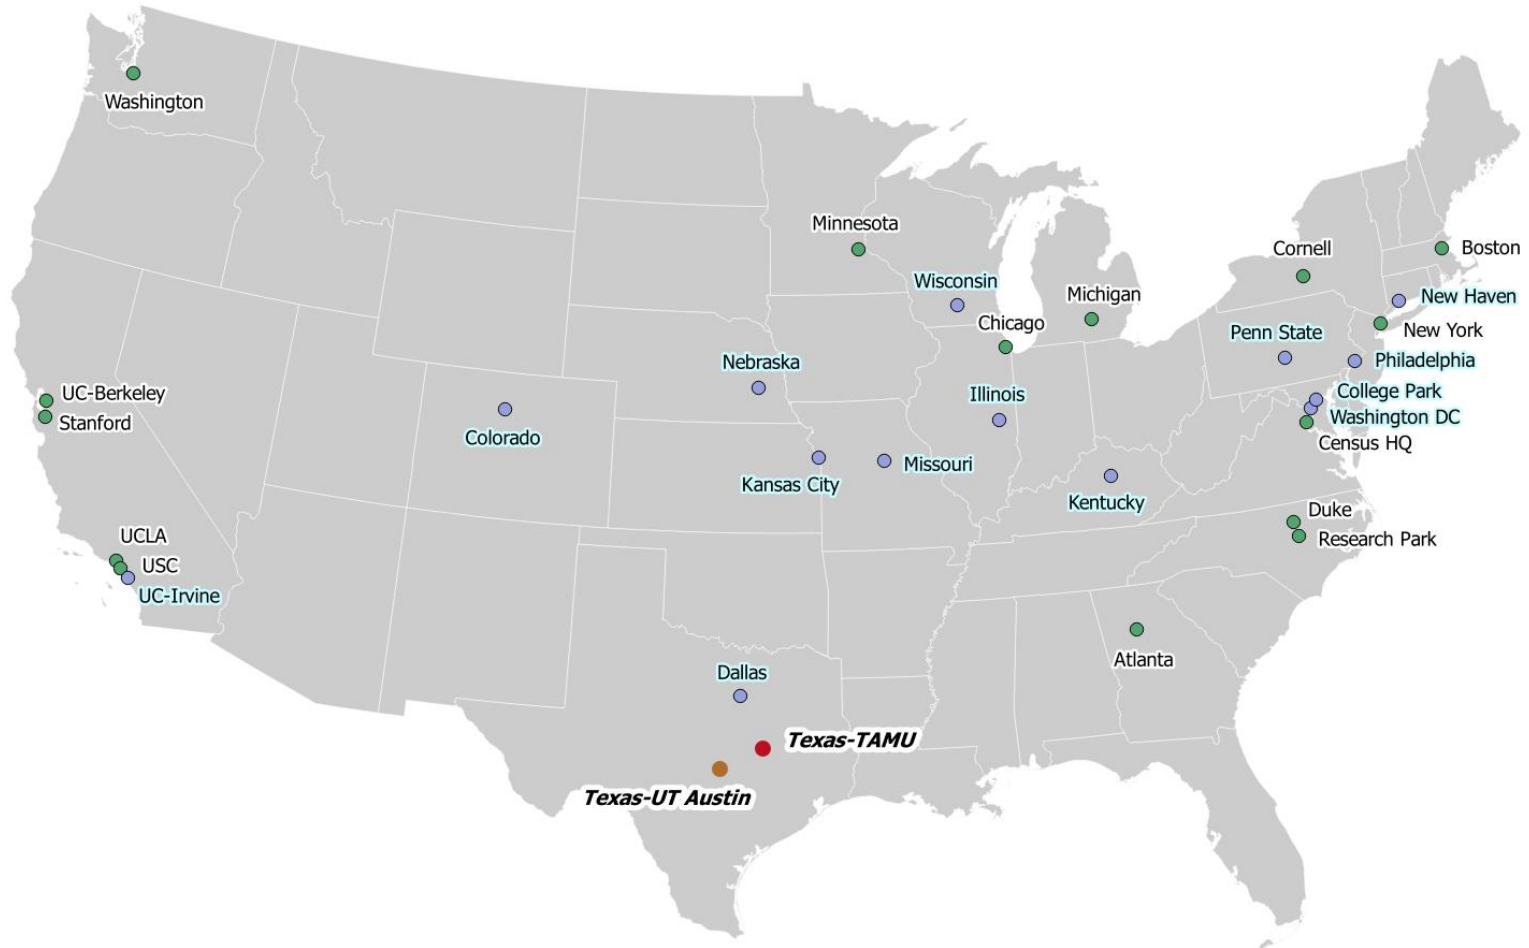 Washington
Minnesota
Cornell
Boston
Wisconsin
Michigan
New Haven
Chicago
New York
Penn State
Nebraska
Philadelphia
UC-Berkeley
Illinois
College Park
Stanford
Washington DC
Colorado
Census HQ
Missouri
Kansas City
Kentucky
Duke
UCLA
Research Park
USC
UC-Irvine
Atlanta
Dallas
Texas-TAMU
Texas-UT Austin